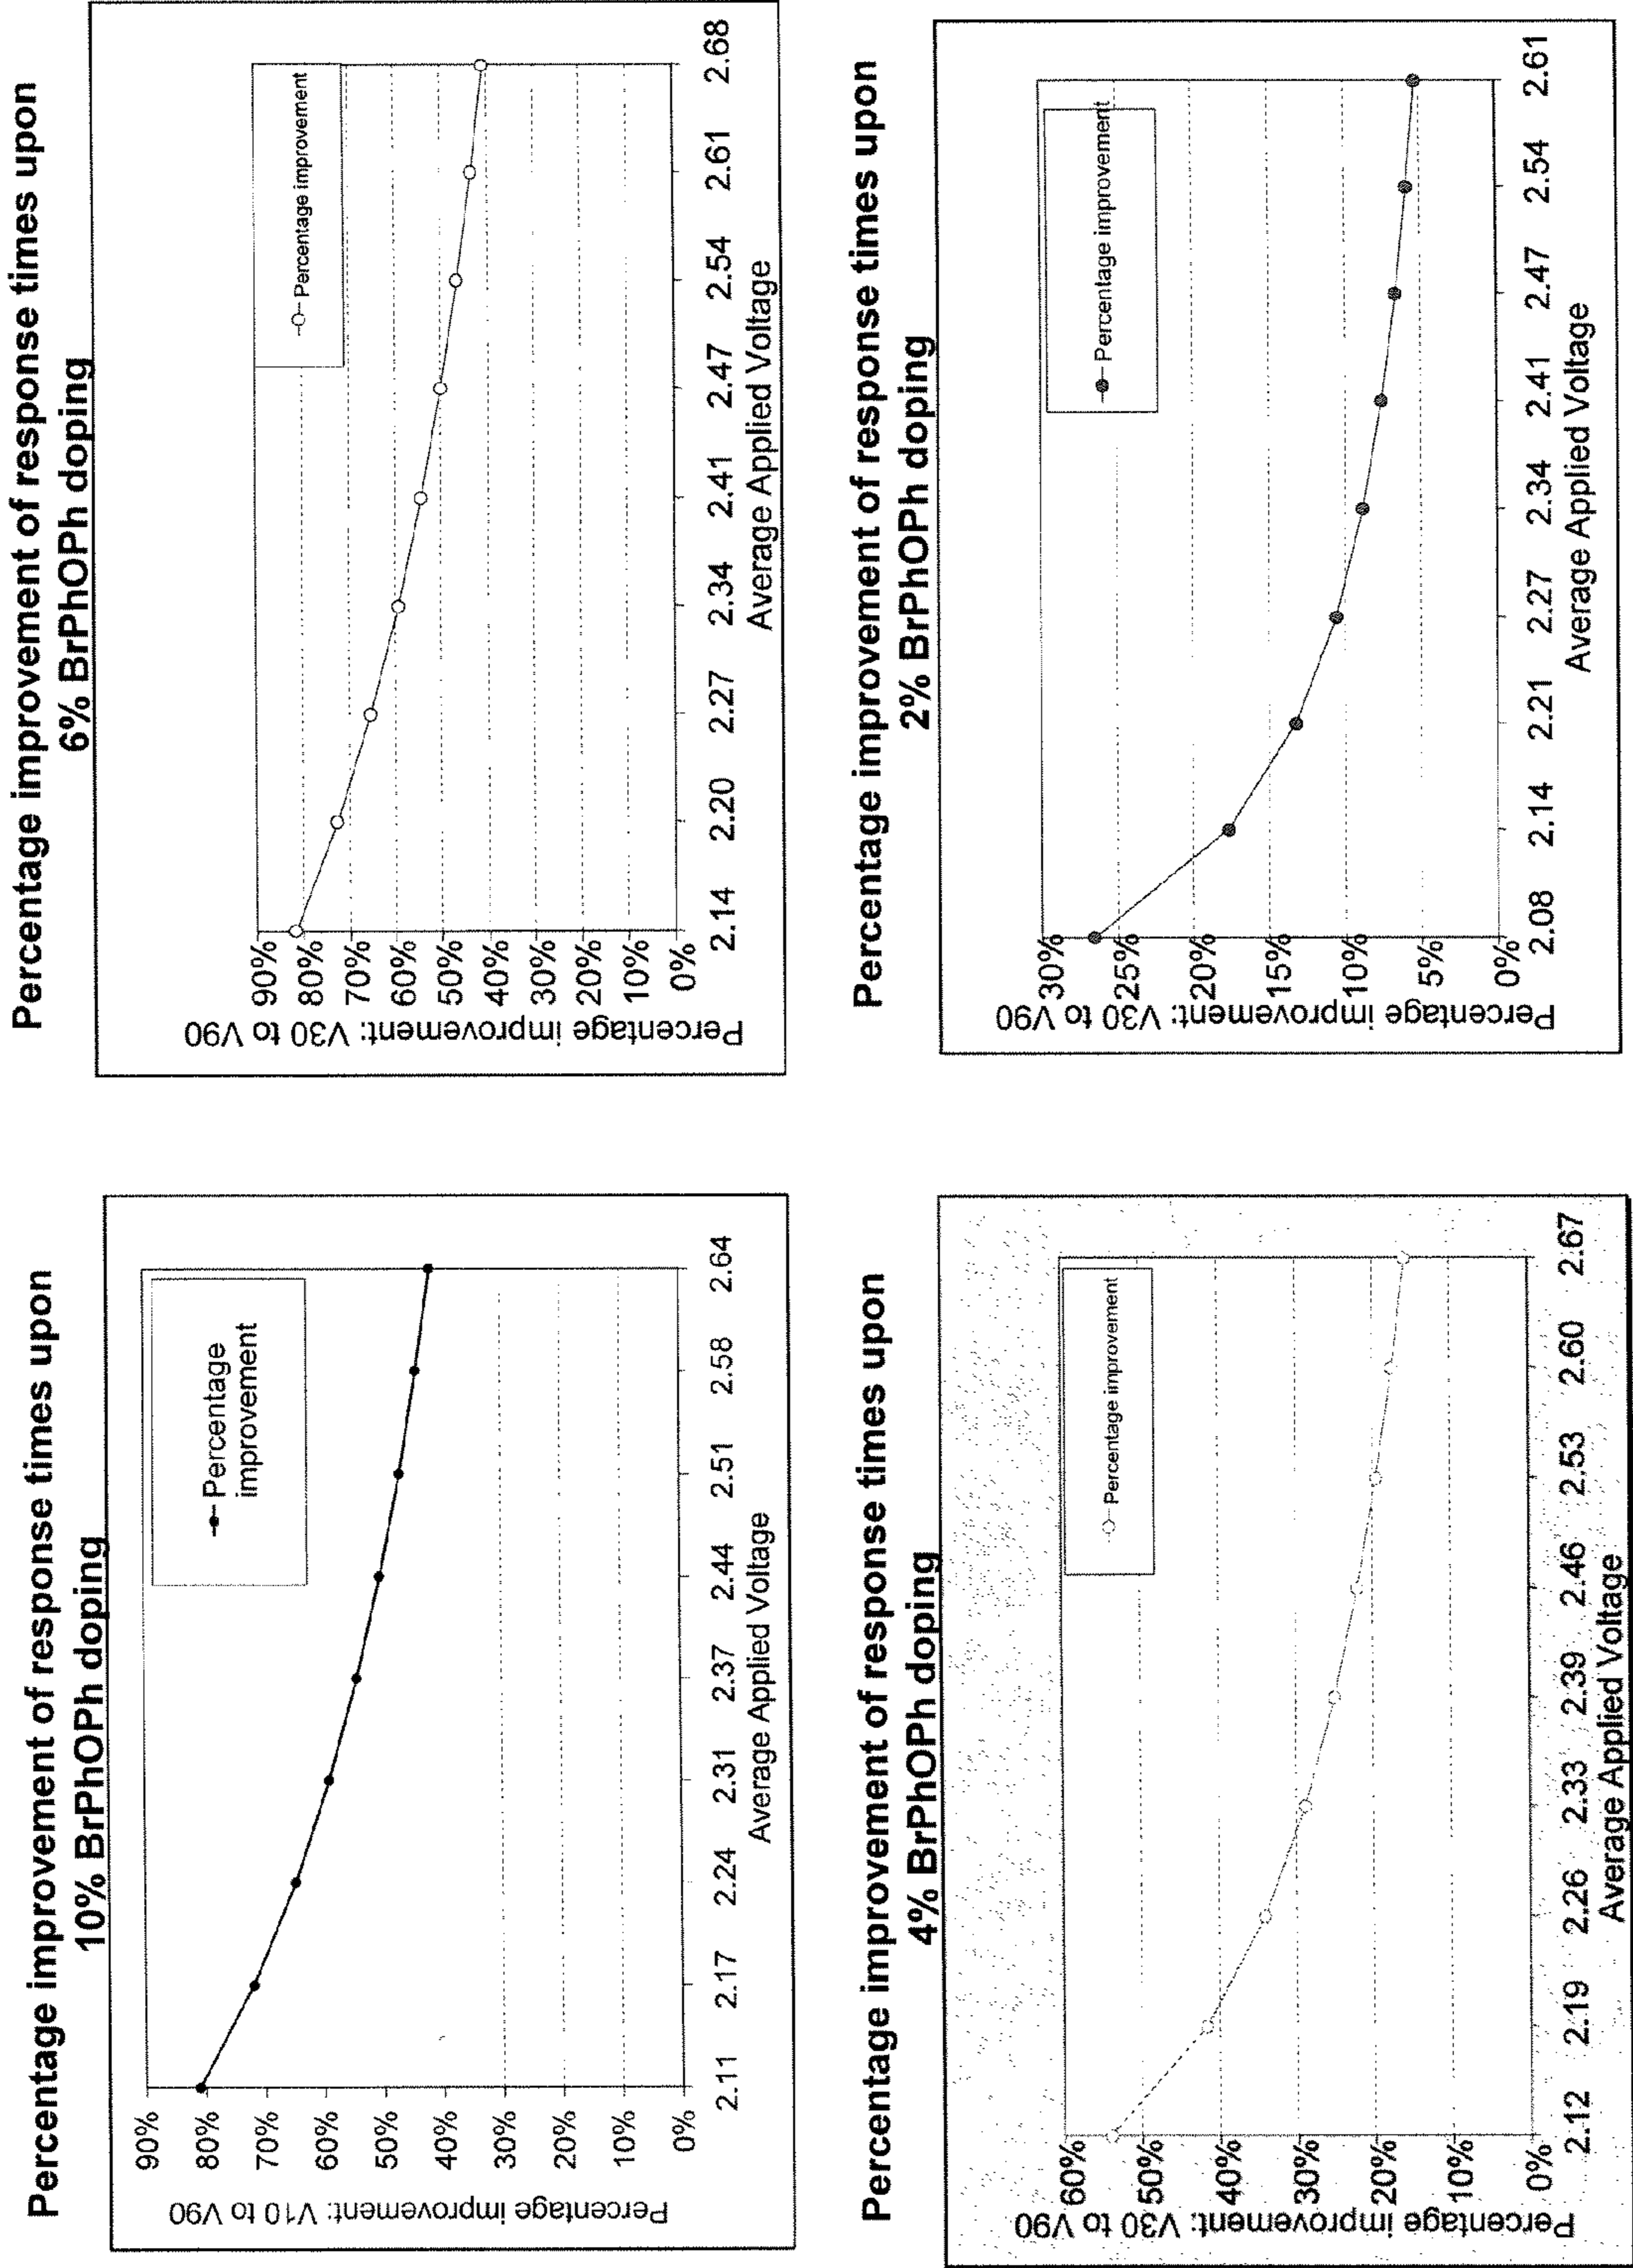 Percentage improvement of response times upon
10% BrPhOPh doping
Percentage improvement: V10 to V90
90%
80%
70%
60%
50%
40%
30%
20%
10%
0%
Percentage
improvement
2.11 2.17 2.24 2.31 2.37 2.44 2.51 2.58 2.64
Average Applied Voltage
Percentage improvement of response times upon
6% BrPhOPh doping
Percentage improvement: V30 to V90
90%
80%
70%
60%
50%
40%
30%
20%
10%
0%
Percentage improvement
2.14 2.20 2.27 2.34 2.41 2.47 2.54 2.61 2.68
Average Applied Voltage
Percentage improvement of response times upon
4% BrPhOPh doping
Percentage improvement: V30 to V90
60%
50%
40%
30%
20%
10%
0%
Percentage improvement
2.12 2.19 2.26 2.33 2.39 2.46 2.53 2.60 2.67
Average Applied Voltage
Percentage improvement of response times upon
2% BrPhOPh doping
Percentage improvement: V30 to V90
30%
25%
20%
15%
10%
5%
0%
Percentage improvement
2.08 2.14 2.21 2.27 2.34 2.41 2.47 2.54 2.61
Average Applied Voltage